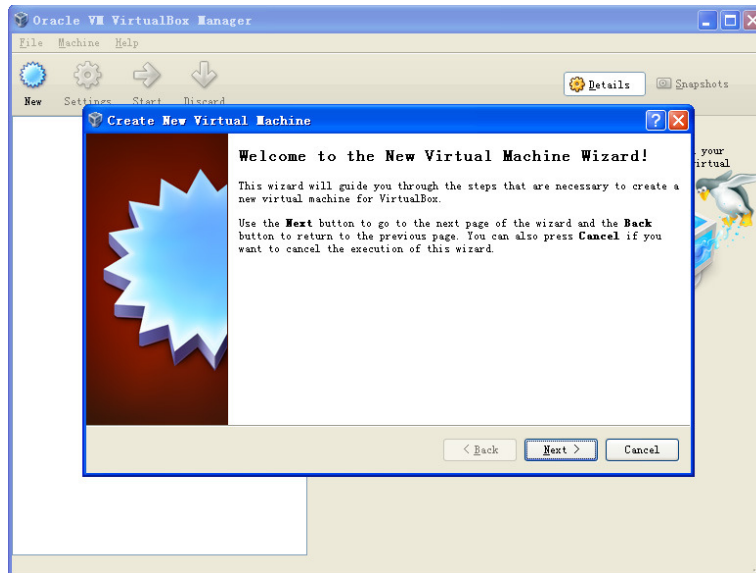 Oracle VM VirtualBox Manager
File Machine Help
New Settings Start Discard
Details Snapshots
your
virtual
Create New Virtual Machine
Welcome to the New Virtual Machine Wizard!
This wizard will guide you through the steps that are necessary to create a
new virtual machine for VirtualBox.
Use the Next button to go to the next page of the wizard and the Back
button to return to the previous page. You can also press Cancel if you
want to cancel the execution of this wizard.
< Back Next > Cancel